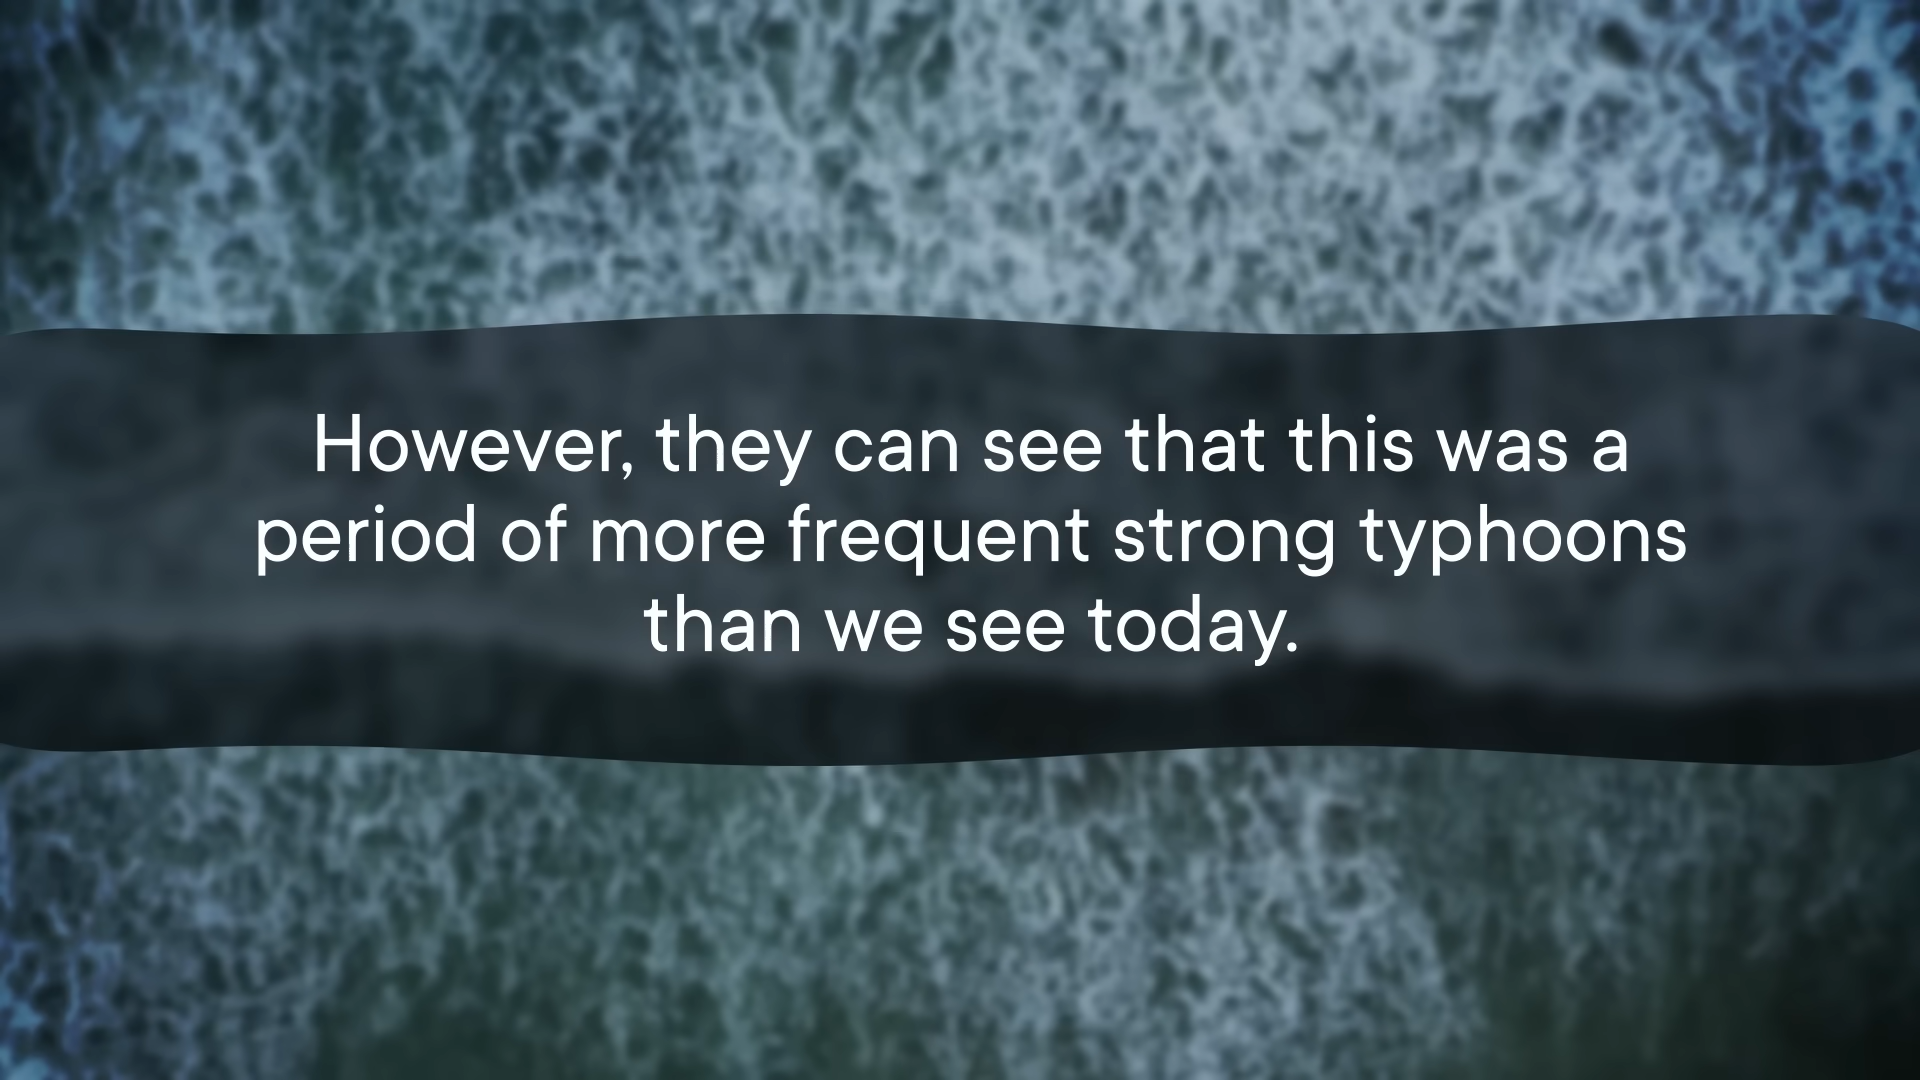 However, they can see that this was a
period of more frequent strong typhoons
than we see today.